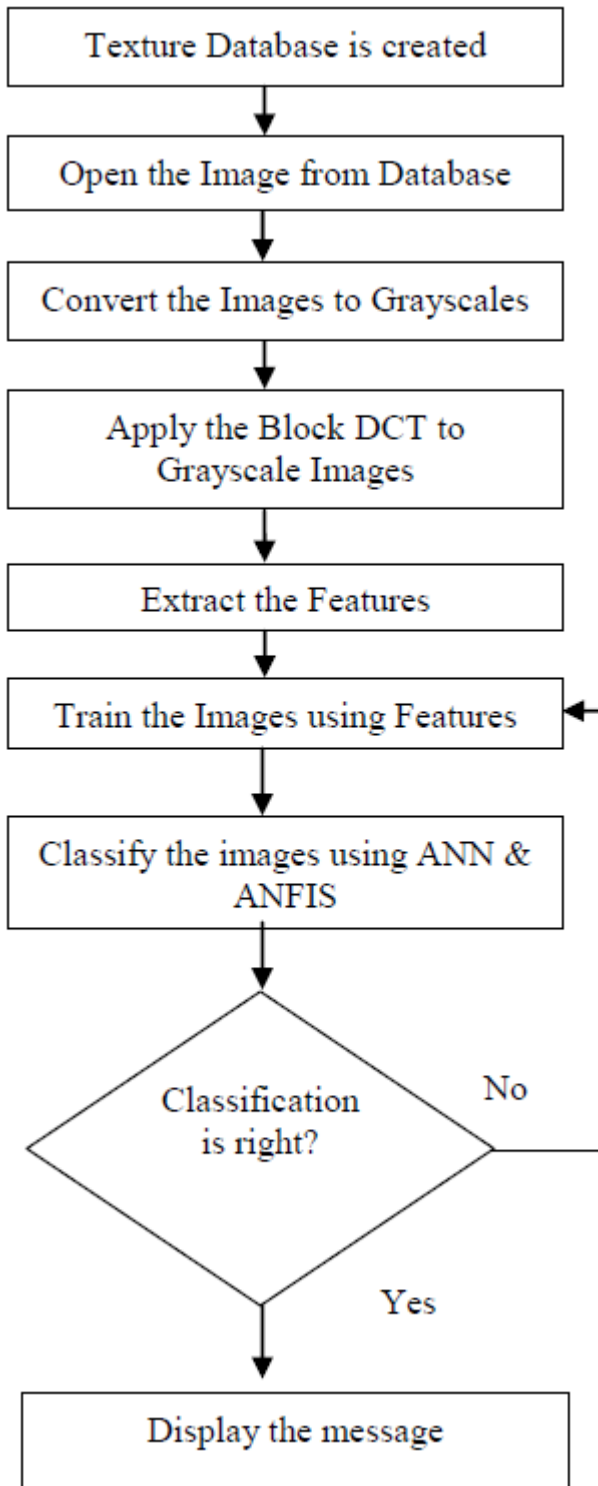 Texture Database is created
Open the Image from Database
Convert the Images to Grayscales
Apply the Block DCT to
Grayscale Images
Extract the Features
Train the Images using Features
Classify the images using ANN &
ANFIS
Classification
is right?
No
Yes
Display the message